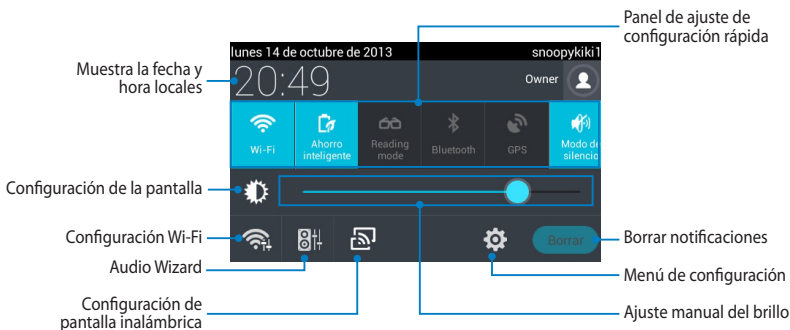 Panel de ajuste de
configuración rápida
lunes 14 de octubre de 2013 snoopykiki1
Muestra la fecha y
hora locales
20:49
Owner
Wi-Fi
Ahorro
inteligente
Reading
mode
Bluetooth
GPS
Modo de
silencio
Configuración de la pantalla
Configuración Wi-Fi
Borrar
Borrar notificaciones
Audio Wizard
Menú de configuración
Configuración de
pantalla inalámbrica
Ajuste manual del brillo